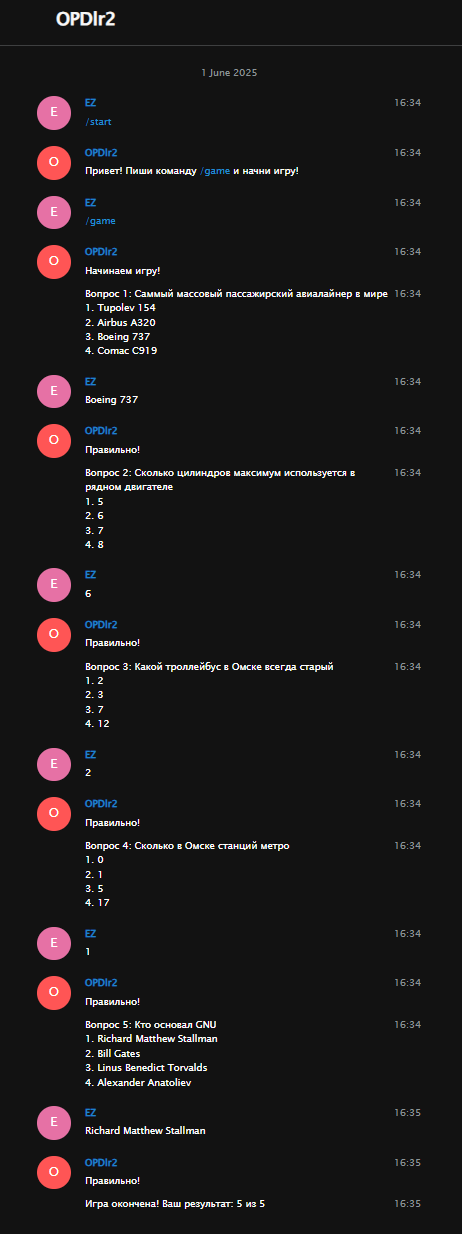 OPDlr2
1 June 2025
E
EZ 16:34
/start
O
OPDlr2 16:34
Привет! Пиши команду /game и начни игру!
E
EZ 16:34
/game
O
OPDlr2 16:34
Начинаем игру!
Вопрос 1: Саммый массовый пассажирский авиалайнер в мире 16:34
1. Tupolev 154
2. Airbus A320
3. Boeing 737
4. Comac C919
E
EZ 16:34
Boeing 737
O
OPDlr2 16:34
Правильно!
Вопрос 2: Сколько цилиндров максимум используется в 16:34
рядном двигателе
1. 5
2. 6
3. 7
4. 8
E
EZ 16:34
6
O
OPDlr2 16:34
Правильно!
Вопрос 3: Какой троллейбус в Омске всегда старый 16:34
1. 2
2. 3
3. 7
4. 12
E
EZ 16:34
2
O
OPDlr2 16:34
Правильно!
Вопрос 4: Сколько в Омске станций метро 16:34
1. 0
2. 1
3. 5
4. 17
E
EZ 16:34
1
O
OPDlr2 16:34
Правильно!
Вопрос 5: Кто основал GNU 16:34
1. Richard Matthew Stallman
2. Bill Gates
3. Linus Benedict Torvalds
4. Alexander Anatoliev
E
EZ 16:35
Richard Matthew Stallman
O
OPDlr2 16:35
Правильно!
Игра окончена! Ваш результат: 5 из 5 16:35